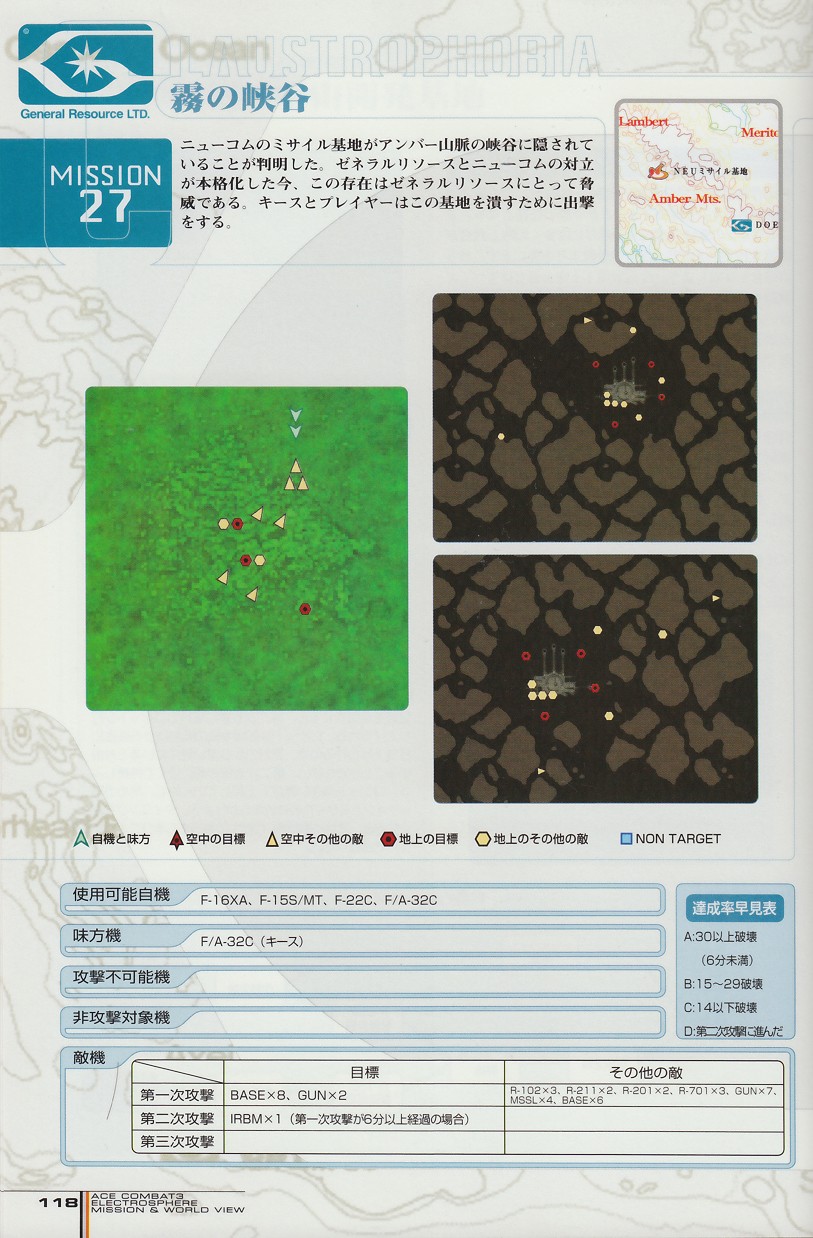 CLAUSTROPHOBIA
General Resource LTD.
霧の峡谷
MISSION
27
ニューコムのミサイル基地がアンバー山脈の峡谷に隠されて
いることが判明した。ゼネラルリソースとニューコムの対立
が本格化した今、この存在はゼネラルリソースにとって脅
威である。キースとプレイヤーはこの基地を潰すために出撃
をする。
Lambert
Merito
NEUミサイル基地
Amber Mts.
DOE
自機と味方
空中の目標
空中その他の敵
地上の目標
地上のその他の敵
NON TARGET
使用可能自機
F-16XA、F-15S/MT、F-22C、F/A-32C
味方機
F/A-32C（キース）
攻撃不可能機
非攻撃対象機
達成率早見表
A:30以上破壊
（6分未満）
B:15〜29破壊
C:14以下破壊
D:第二次攻撃に進んだ
敵機
目標
その他の敵
第一次攻撃
BASE×8、GUN×2
R-102×3、R-211×2、R-201×2、R-701×3、GUN×7、
MSSL×4、BASE×6
第二次攻撃
IRBM×1（第一次攻撃が6分以上経過の場合）
第三次攻撃
118
ACE COMBAT3
ELECTROSPHERE
MISSION & WORLD VIEW